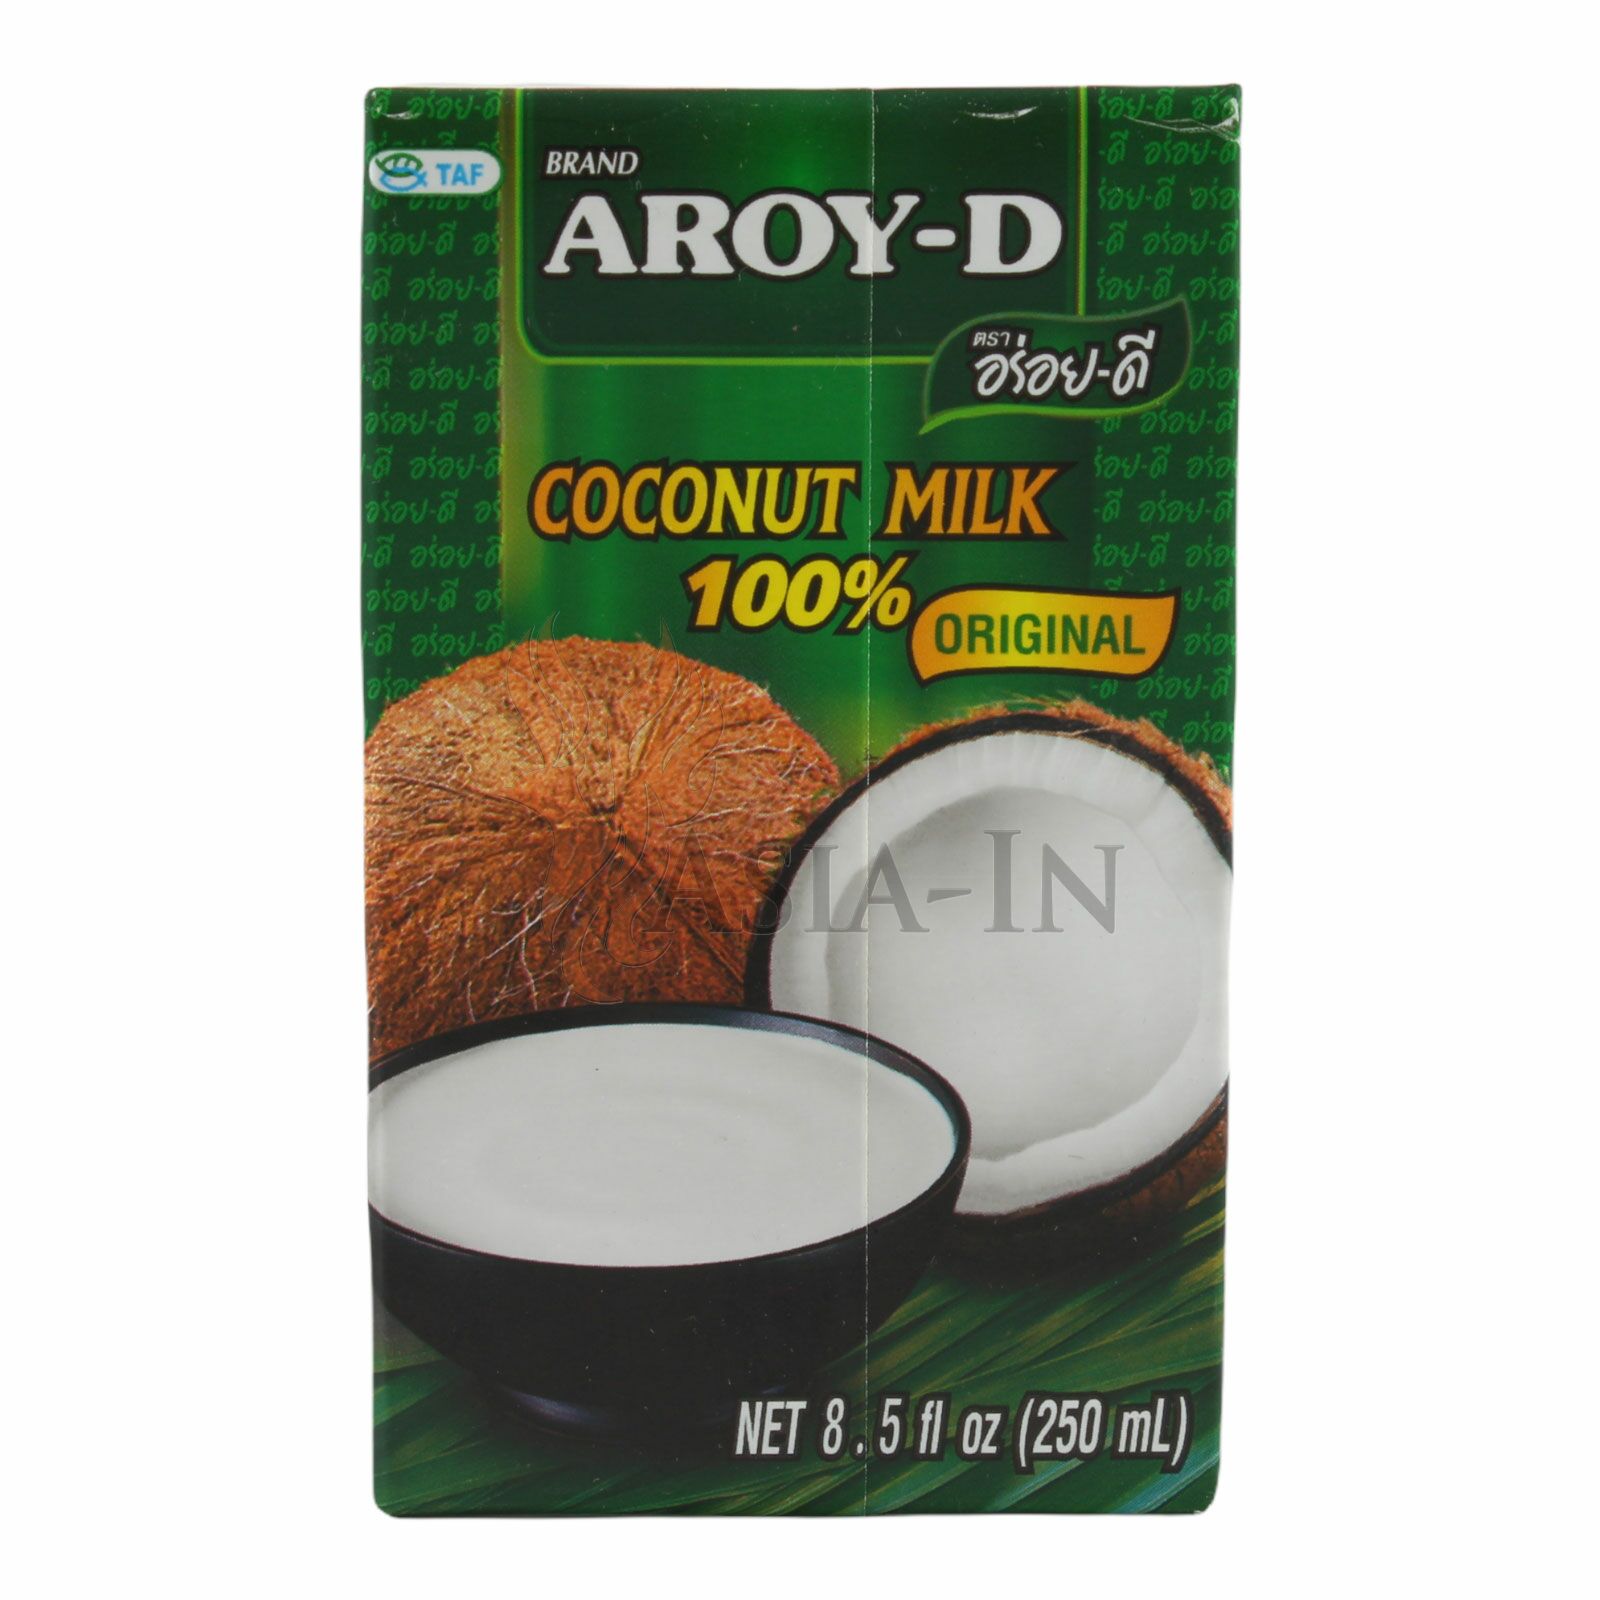 TAF
BRAND
AROY-D
ตรา
อร่อย-ดี
COCONUT MILK
100%
ORIGINAL
ASIA-IN
NET 8.5 fl oz (250 mL)